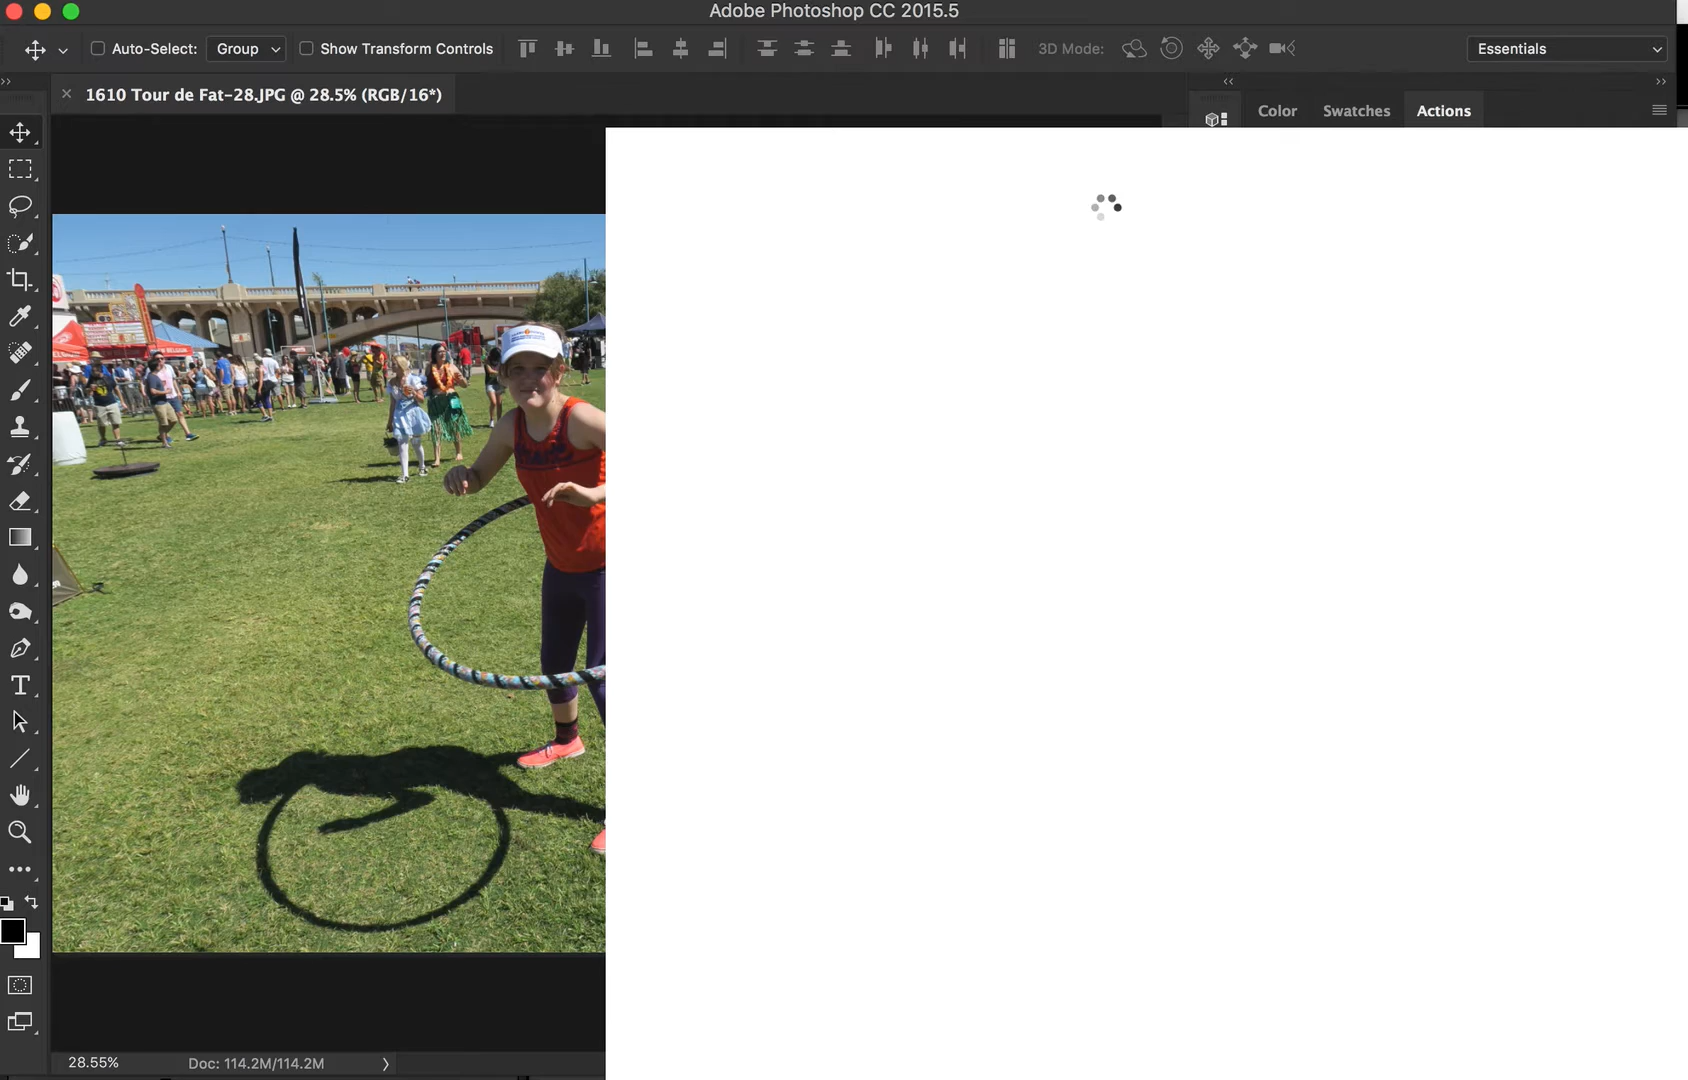 Adobe Photoshop CC 2015.5
Auto-Select: Group Show Transform Controls 3D Mode: Essentials
1610 Tour de Fat-28.JPG @ 28.5% (RGB/16*)
Color Swatches Actions
28.55% Doc: 114.2M/114.2M